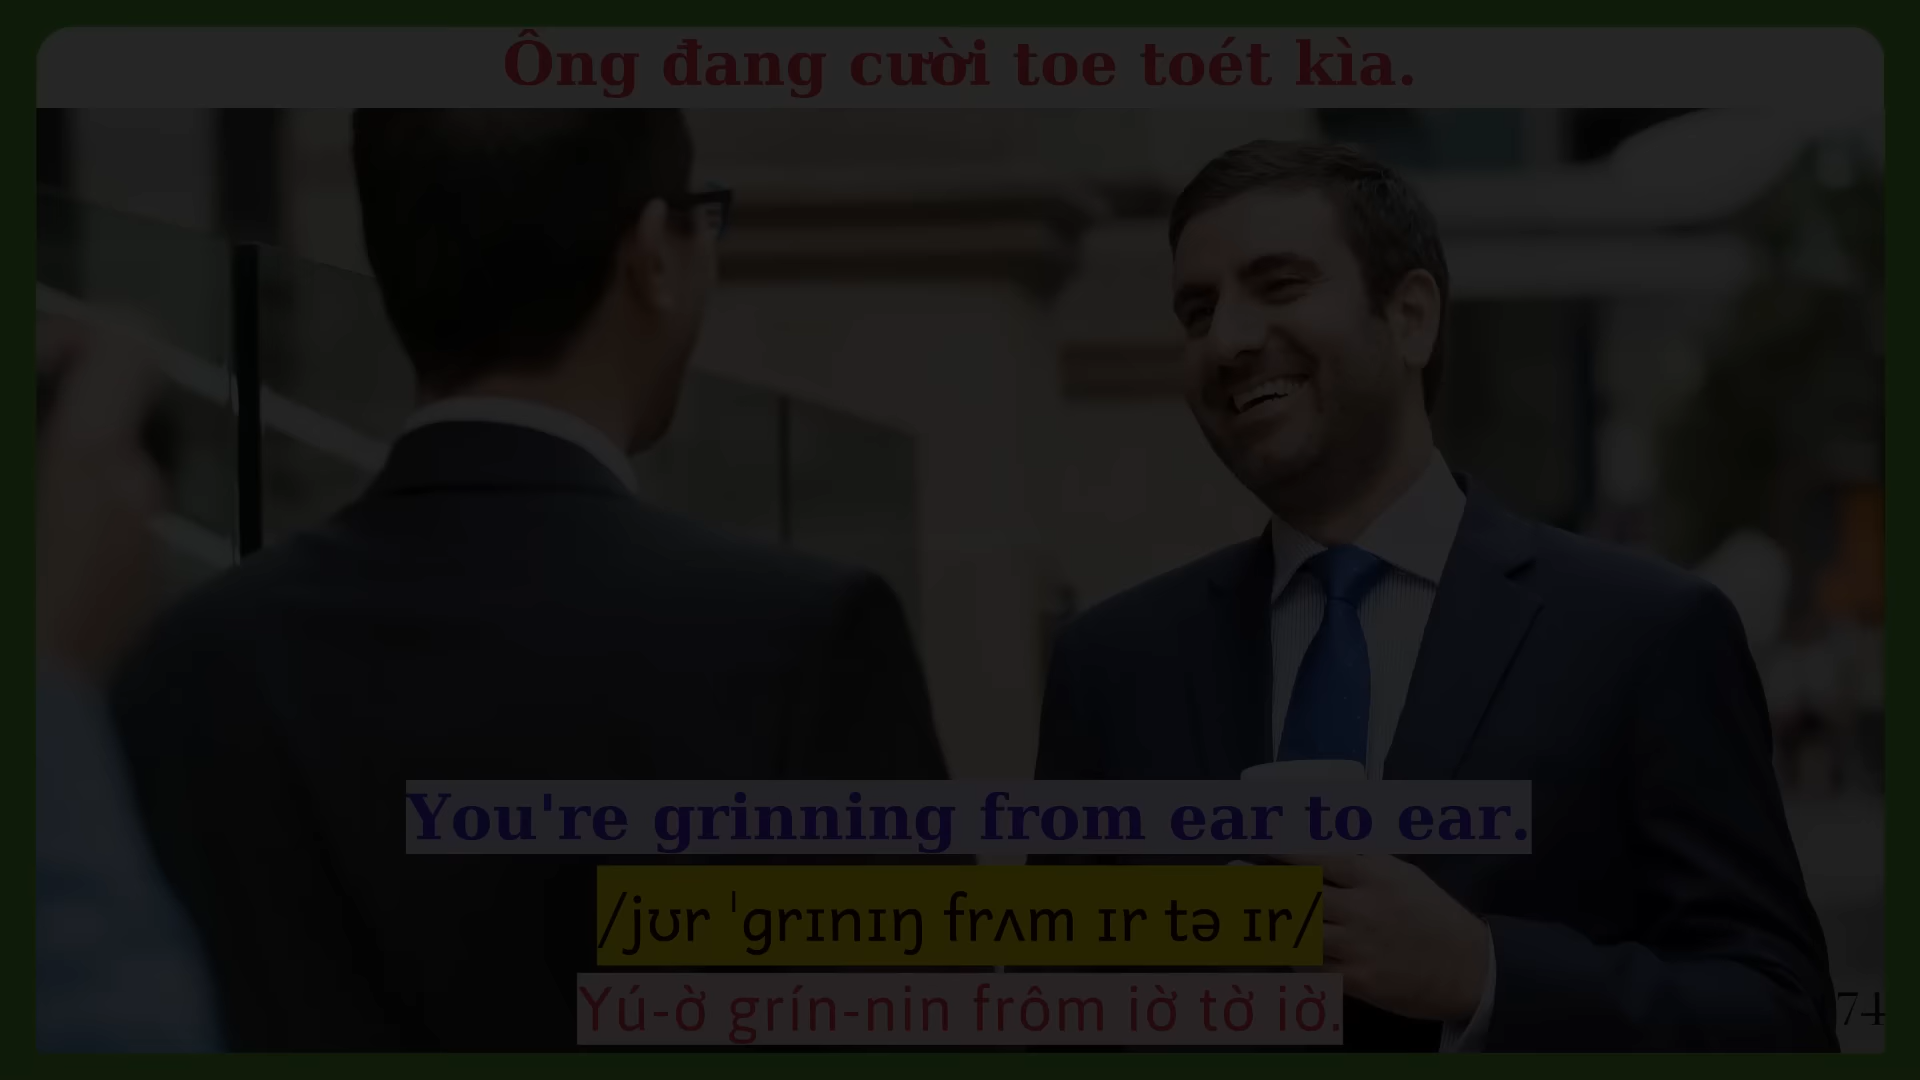 Ông đang cười toe toét kìa.
You're grinning from ear to ear.
/jʊr ˈɡrɪnɪŋ frʌm ɪr tə ɪr/
Yú-ờ grín-nin frôm iờ tờ iờ.
74